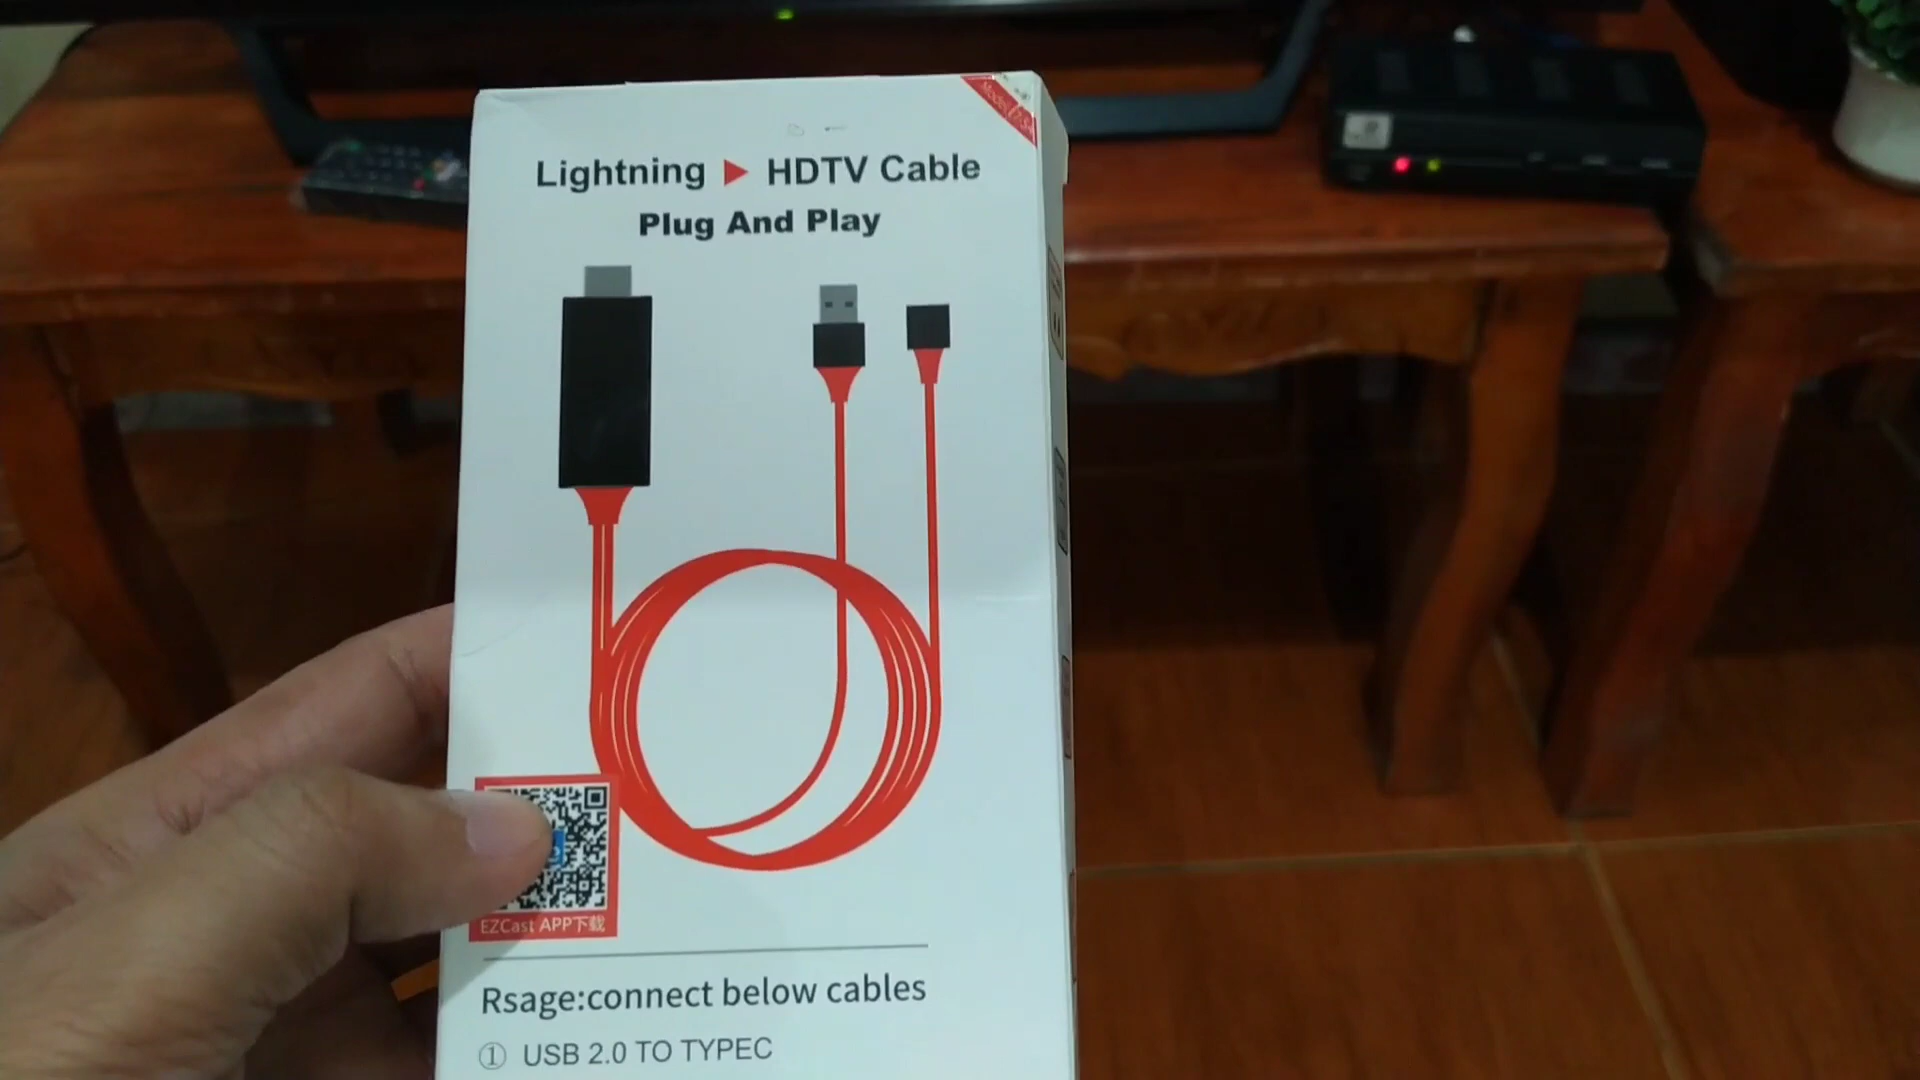 Lightning ▶ HDTV Cable
Plug And Play
EZCast APP下载
Rsage:connect below cables
① USB 2.0 TO TYPEC